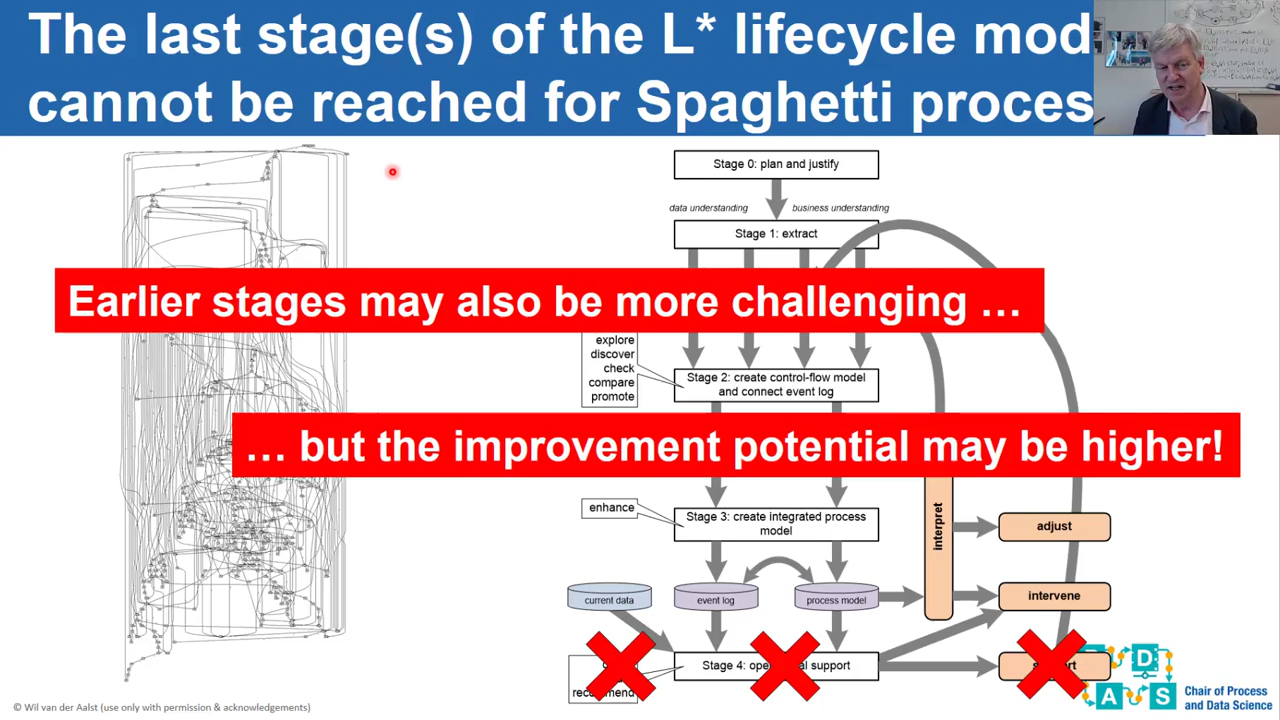 The last stage(s) of the L* lifecycle mod
cannot be reached for Spaghetti proces
Stage 0: plan and justify
data understanding
business understanding
Stage 1: extract
Earlier stages may also be more challenging …
explore
discover
check
compare
promote
Stage 2: create control-flow model
and connect event log
… but the improvement potential may be higher!
enhance
Stage 3: create integrated process
model
interpret
adjust
current data
event log
process model
intervene
Stage 4:
support
D
A
S
Chair of Process
and Data Science
© Wil van der Aalst (use only with permission & acknowledgements)